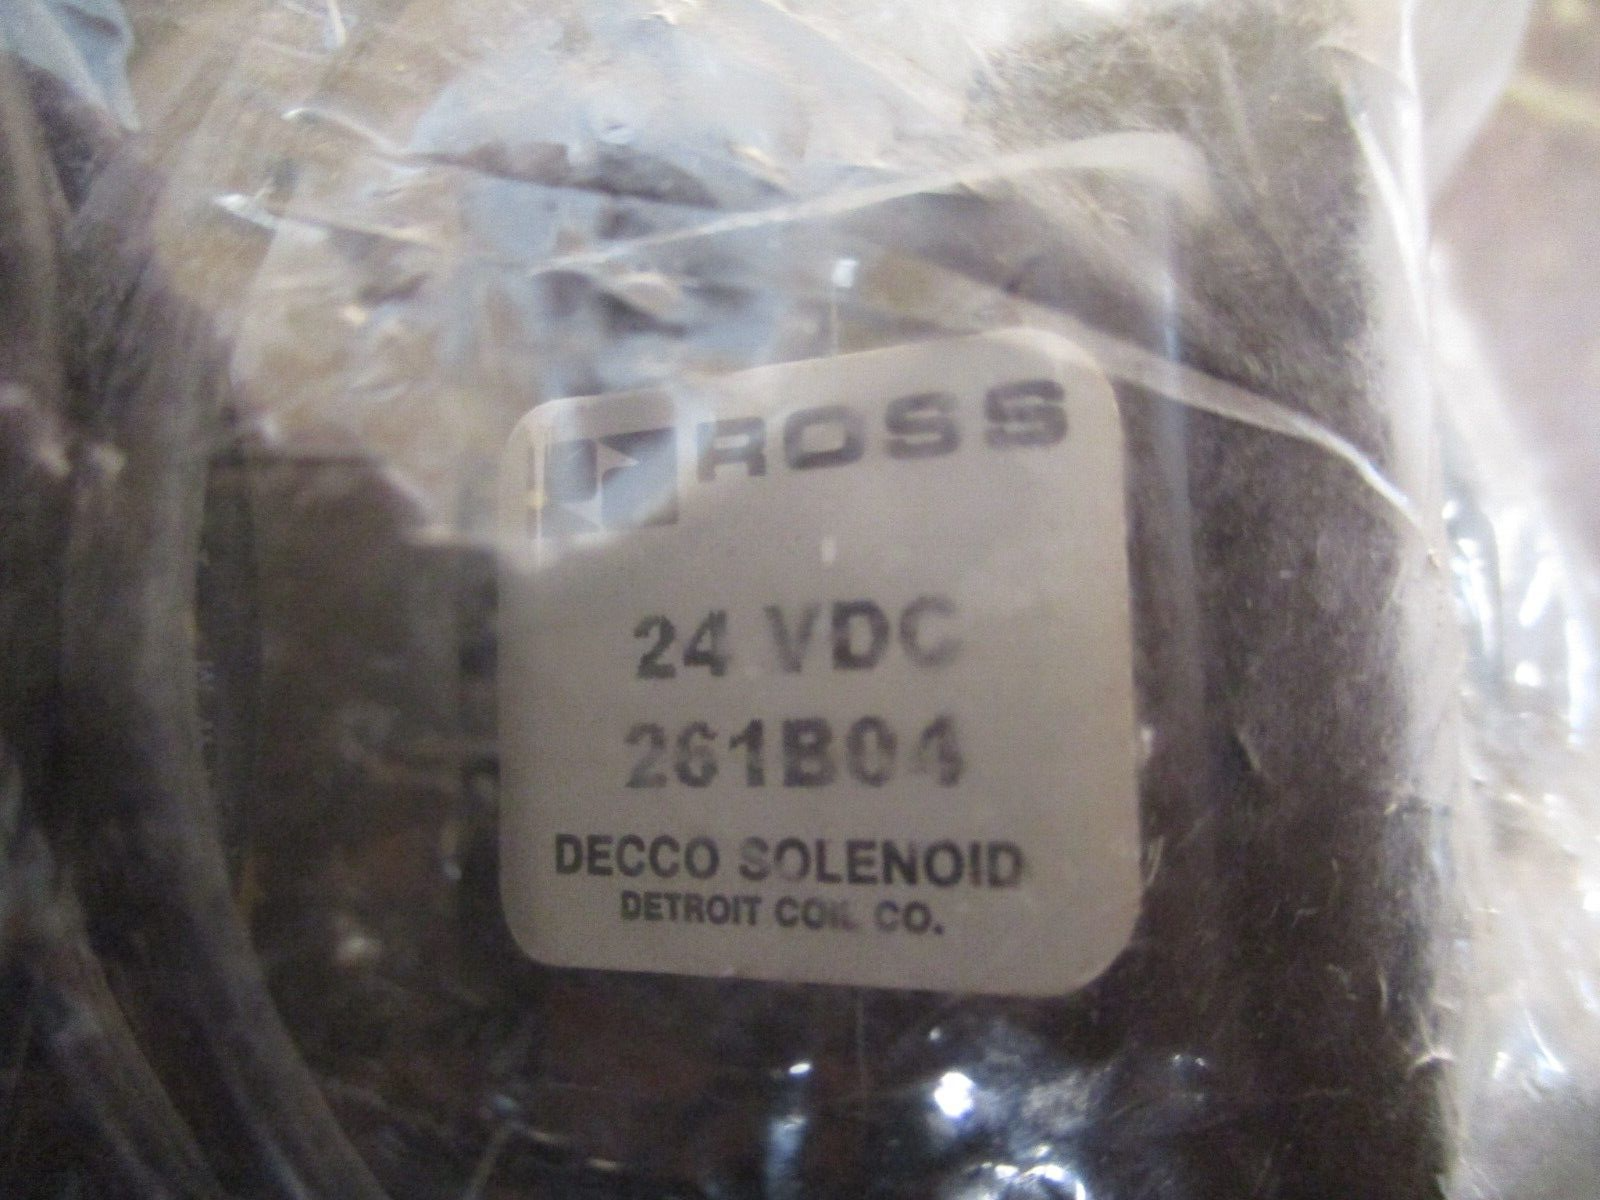 ROSS
24 VDC
261B04
DECCO SOLENOID
DETROIT COIL CO.